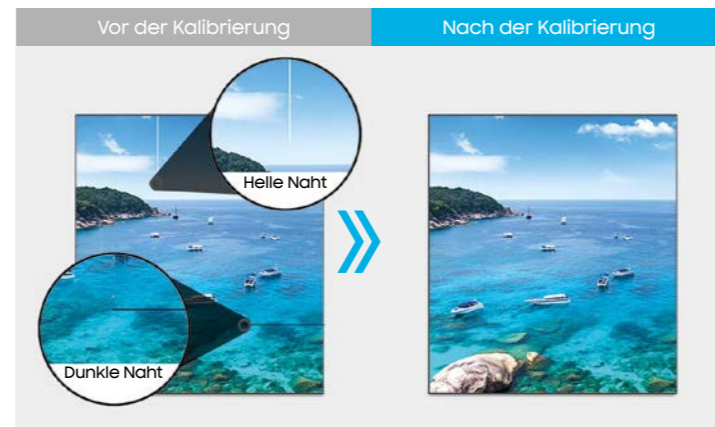 Vor der Kalibrierung
Nach der Kalibrierung
Helle Naht
Dunkle Naht